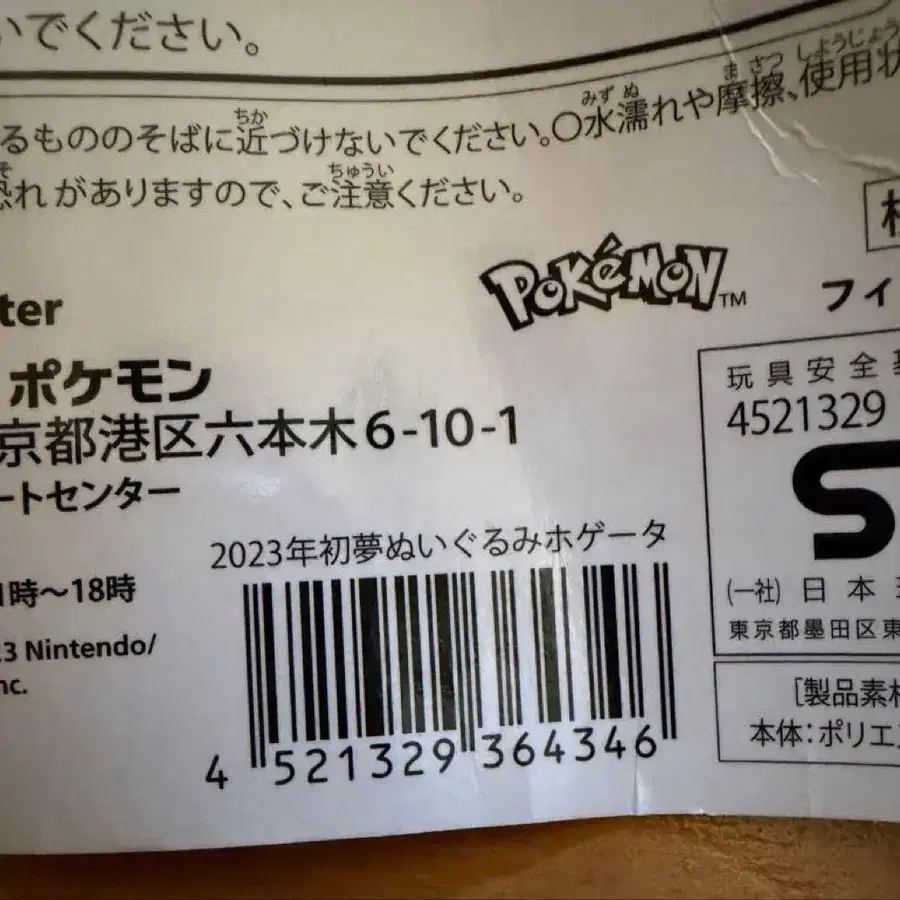 いでください。
るもののそばに近づけないでください。○水濡れや摩擦、使用状
恐れがありますので、ご注意ください。
ter
POKéMON™
フィ
ポケモン
京都港区六本木6-10-1
ートセンター
1時～18時
23 Nintendo/
nc.
2023年初夢ぬいぐるみホゲータ
4 521329 364346
玩具安全基
4521329
S
(一社) 日本玩
東京都墨田区東
[製品素材
本体:ポリエス